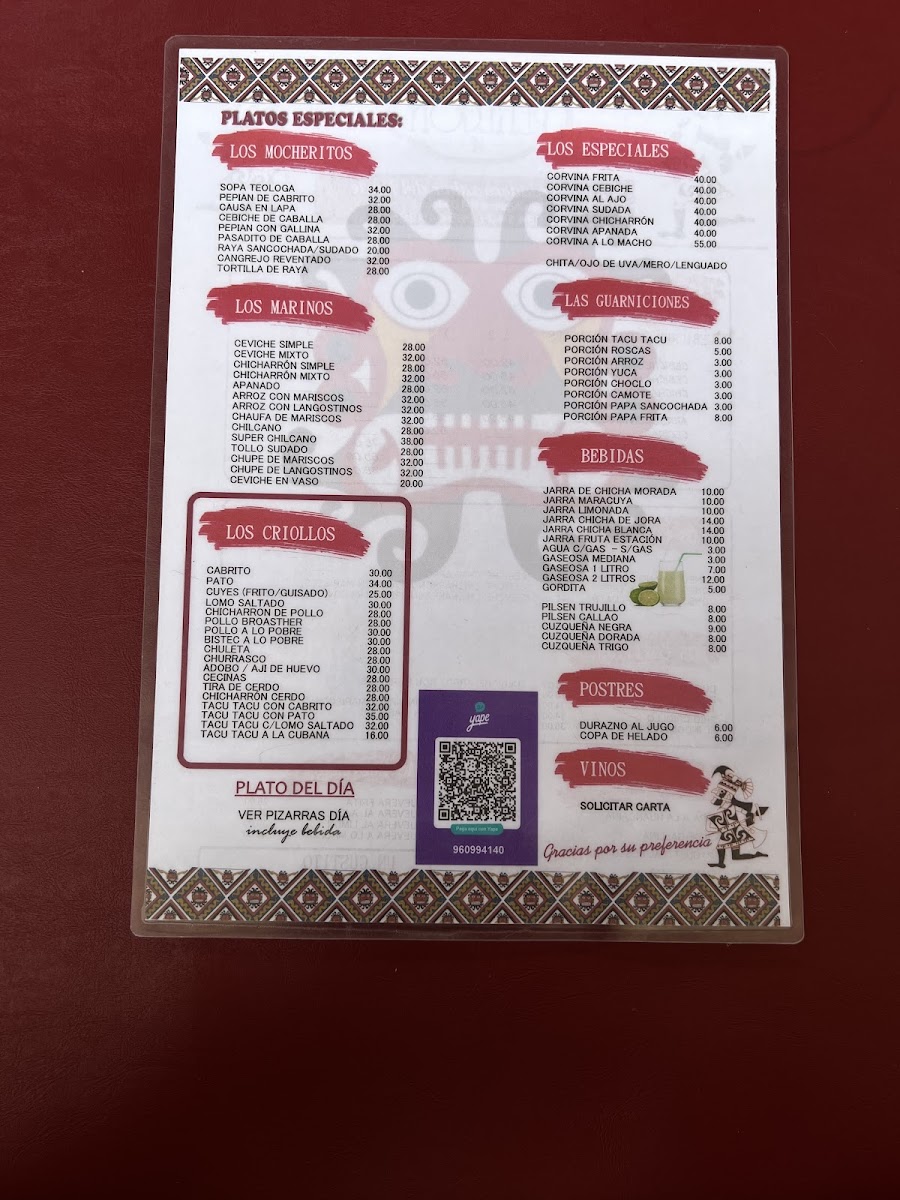 PLATOS ESPECIALES:
LOS MOCHERITOS
SOPA TEOLOGA 34.00
PEPIAN DE CABRITO 32.00
CAUSA EN LAPA 28.00
CEBICHE DE CABALLA 28.00
PEPIAN CON GALLINA 32.00
PASADITO DE CABALLA 28.00
RAYA SANCOCHADA/SUDADO 20.00
CANGREJO REVENTADO 32.00
TORTILLA DE RAYA 28.00
LOS MARINOS
CEVICHE SIMPLE 28.00
CEVICHE MIXTO 32.00
CHICHARRÓN SIMPLE 28.00
CHICHARRÓN MIXTO 32.00
APANADO 28.00
ARROZ CON MARISCOS 32.00
ARROZ CON LANGOSTINOS 32.00
CHAUFA DE MARISCOS 32.00
CHILCANO 28.00
SUPER CHILCANO 38.00
TOLLO SUDADO 28.00
CHUPE DE MARISCOS 32.00
CHUPE DE LANGOSTINOS 32.00
CEVICHE EN VASO 20.00
LOS CRIOLLOS
CABRITO 30.00
PATO 34.00
CUYES (FRITO/GUISADO) 25.00
LOMO SALTADO 30.00
CHICHARRON DE POLLO 28.00
POLLO BROASTHER 28.00
POLLO A LO POBRE 30.00
BISTEC A LO POBRE 30.00
CHULETA 28.00
CHURRASCO 28.00
ADOBO / AJI DE HUEVO 30.00
CECINAS 28.00
TIRA DE CERDO 28.00
CHICHARRÓN CERDO 28.00
TACU TACU CON CABRITO 32.00
TACU TACU CON PATO 35.00
TACU TACU C/LOMO SALTADO 32.00
TACU TACU A LA CUBANA 16.00
PLATO DEL DÍA
VER PIZARRAS DÍA
incluye bebida
LOS ESPECIALES
CORVINA FRITA 40.00
CORVINA CEBICHE 40.00
CORVINA AL AJO 40.00
CORVINA SUDADA 40.00
CORVINA CHICHARRÓN 40.00
CORVINA APANADA 40.00
CORVINA A LO MACHO 55.00
CHITA/OJO DE UVA/MERO/LENGUADO
LAS GUARNICIONES
PORCIÓN TACU TACU 8.00
PORCIÓN ROSCAS 5.00
PORCIÓN ARROZ 3.00
PORCIÓN YUCA 3.00
PORCIÓN CHOCLO 3.00
PORCIÓN CAMOTE 3.00
PORCIÓN PAPA SANCOCHADA 3.00
PORCIÓN PAPA FRITA 8.00
BEBIDAS
JARRA DE CHICHA MORADA 10.00
JARRA MARACUYA 10.00
JARRA LIMONADA 10.00
JARRA CHICHA DE JORA 14.00
JARRA CHICHA BLANCA 14.00
JARRA FRUTA ESTACIÓN 10.00
AGUA C/GAS - S/GAS 3.00
GASEOSA MEDIANA 3.00
GASEOSA 1 LITRO 7.00
GASEOSA 2 LITROS 12.00
GORDITA 5.00
PILSEN TRUJILLO 8.00
PILSEN CALLAO 8.00
CUZQUEÑA NEGRA 9.00
CUZQUEÑA DORADA 8.00
CUZQUEÑA TRIGO 8.00
POSTRES
DURAZNO AL JUGO 6.00
COPA DE HELADO 6.00
VINOS
SOLICITAR CARTA
yape
Paga aquí con Yape
960994140
Gracias por su preferencia